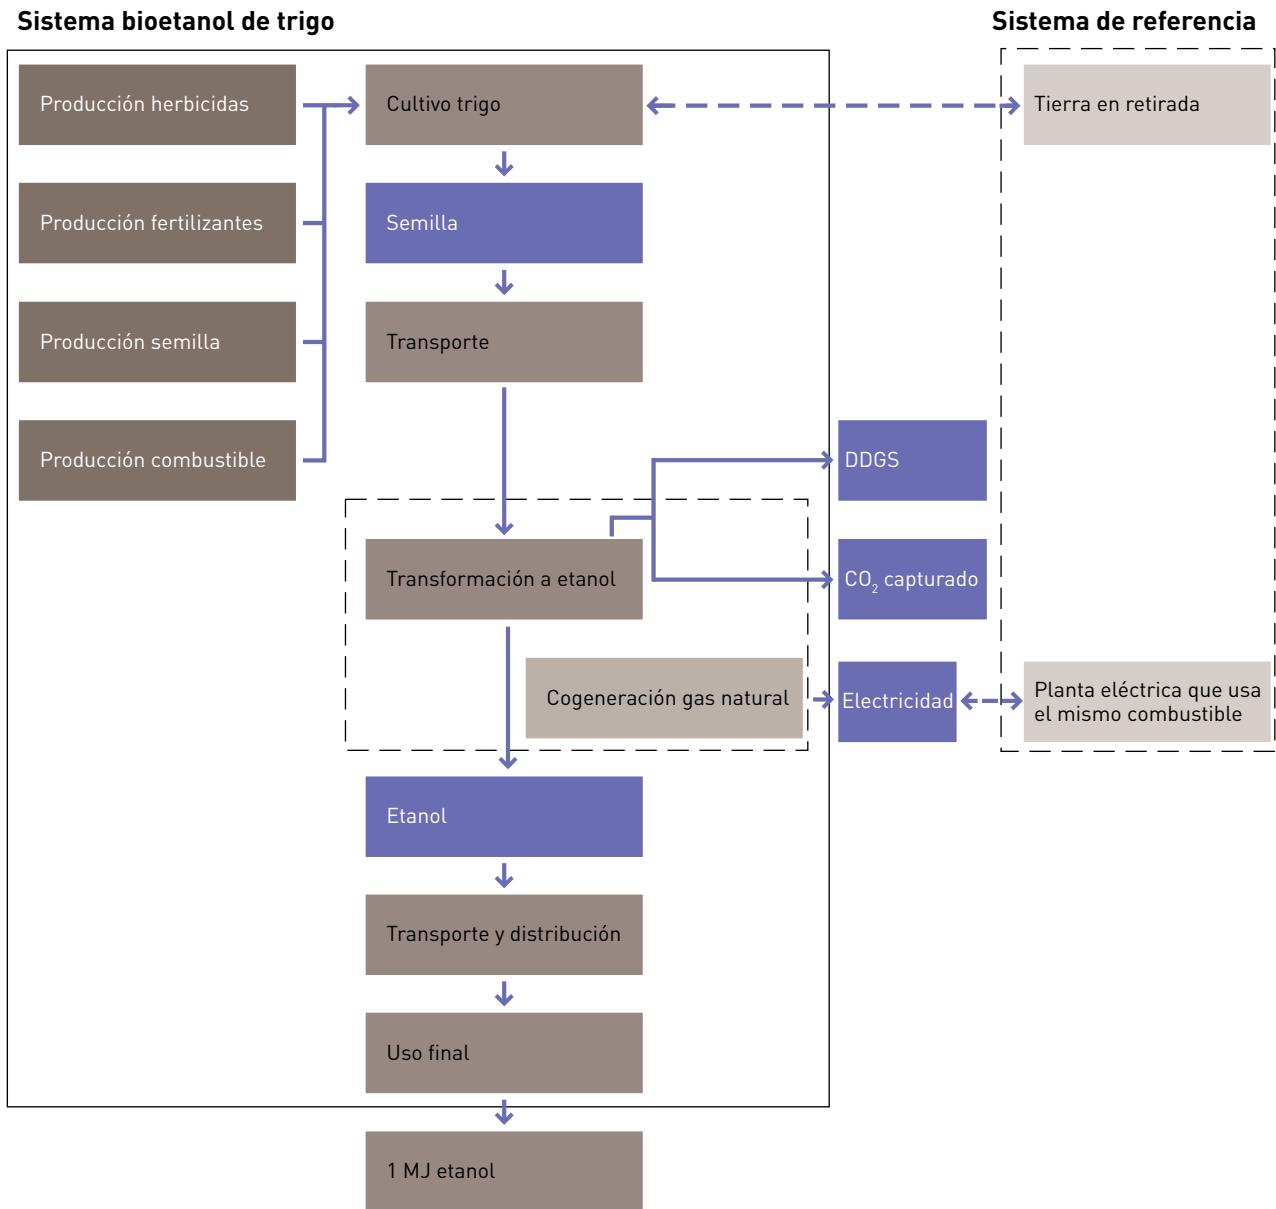 Sistema bioetanol de trigo
Sistema de referencia
Producción herbicidas
Cultivo trigo
Tierra en retirada
Producción fertilizantes
Semilla
Producción semilla
Transporte
Producción combustible
DDGS
Transformación a etanol
CO₂ capturado
Cogeneración gas natural
Electricidad
Planta eléctrica que usa
el mismo combustible
Etanol
Transporte y distribución
Uso final
1 MJ etanol